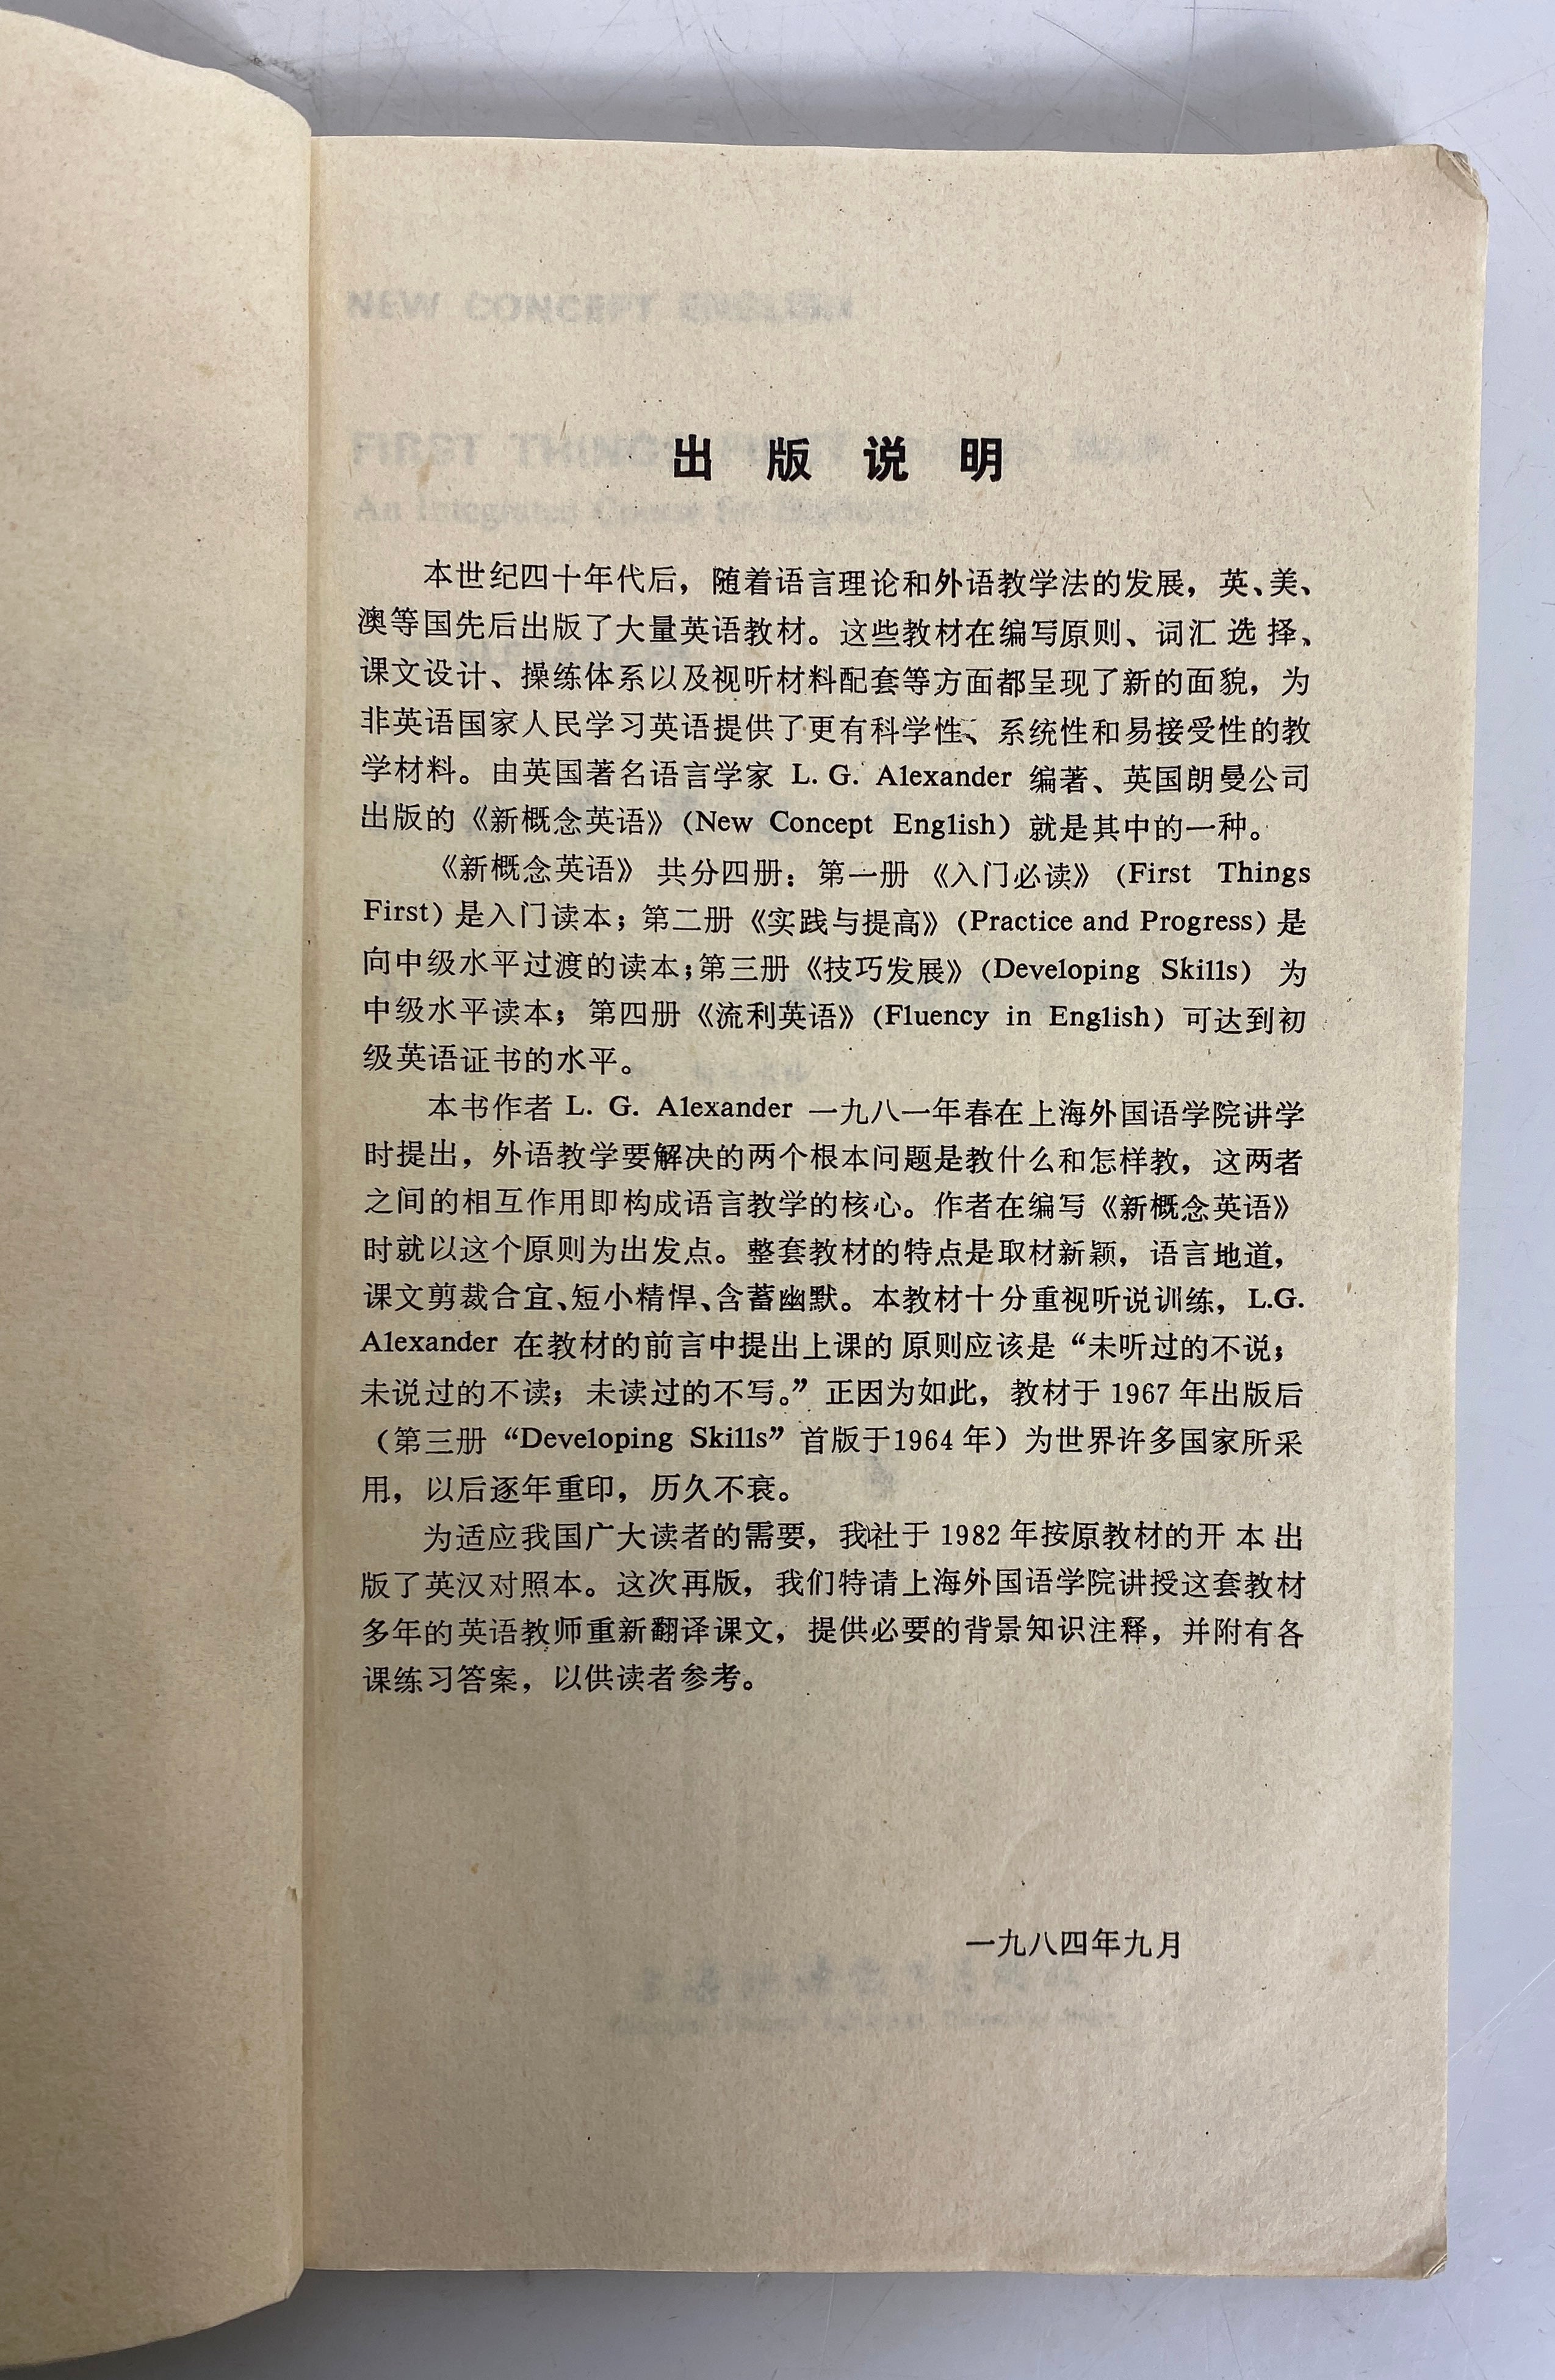 NEW CONCEPT ENGLISH
出版说明
本世纪四十年代后，随着语言理论和外语教学法的发展，英、美、
澳等国先后出版了大量英语教材。这些教材在编写原则、词汇选择、
课文设计、操练体系以及视听材料配套等方面都呈现了新的面貌，为
非英语国家人民学习英语提供了更有科学性、系统性和易接受性的教
学材料。由英国著名语言学家 L. G. Alexander 编著、英国朗曼公司
出版的《新概念英语》(New Concept English) 就是其中的一种。
《新概念英语》共分四册：第一册《入门必读》(First Things
First) 是入门读本；第二册《实践与提高》(Practice and Progress) 是
向中级水平过渡的读本；第三册《技巧发展》(Developing Skills) 为
中级水平读本；第四册《流利英语》(Fluency in English) 可达到初
级英语证书的水平。
本书作者 L. G. Alexander 一九八一年春在上海外国语学院讲学
时提出，外语教学要解决的两个根本问题是教什么和怎样教，这两者
之间的相互作用即构成语言教学的核心。作者在编写《新概念英语》
时就以这个原则为出发点。整套教材的特点是取材新颖，语言地道，
课文剪裁合宜、短小精悍、含蓄幽默。本教材十分重视听说训练，L.G.
Alexander 在教材的前言中提出上课的原则应该是“未听过的不说；
未说过的不读；未读过的不写。”正因为如此，教材于 1967 年出版后
（第三册“Developing Skills”首版于1964 年）为世界许多国家所采
用，以后逐年重印，历久不衰。
为适应我国广大读者的需要，我社于 1982 年按原教材的开本出
版了英汉对照本。这次再版，我们特请上海外国语学院讲授这套教材
多年的英语教师重新翻译课文，提供必要的背景知识注释，并附有各
课练习答案，以供读者参考。
一九八四年九月